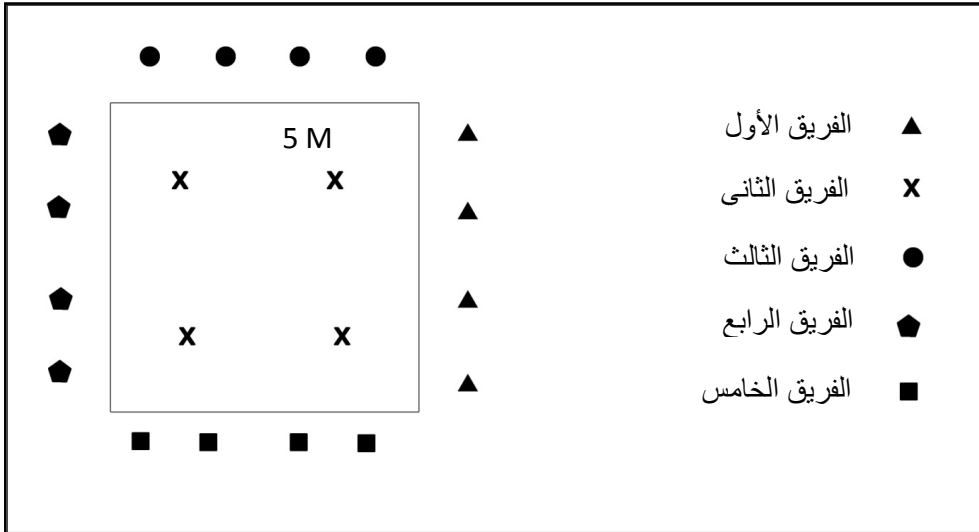 5 M
الفريق الأول
X الفريق الثانى
الفريق الثالث
الفريق الرابع
الفريق الخامس
X X
X X